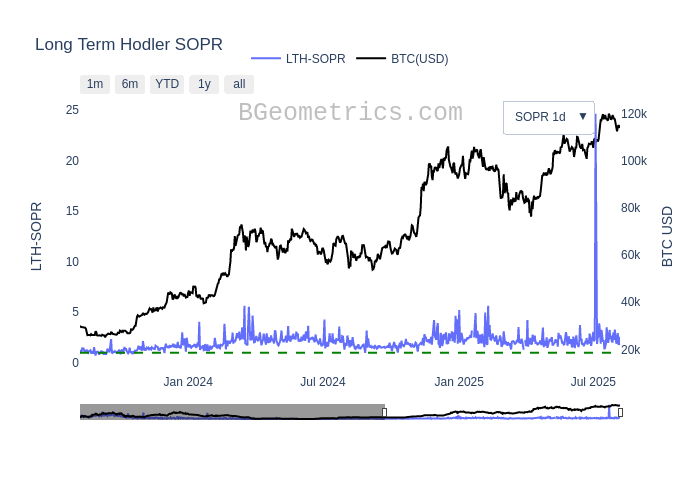 Long Term Hodler SOPR
LTH-SOPR BTC(USD)
1m 6m YTD 1y all
BGeometrics.com
SOPR 1d ▼
25
20
15
10
5
0
LTH-SOPR
120k
100k
80k
60k
40k
20k
BTC USD
Jan 2024 Jul 2024 Jan 2025 Jul 2025